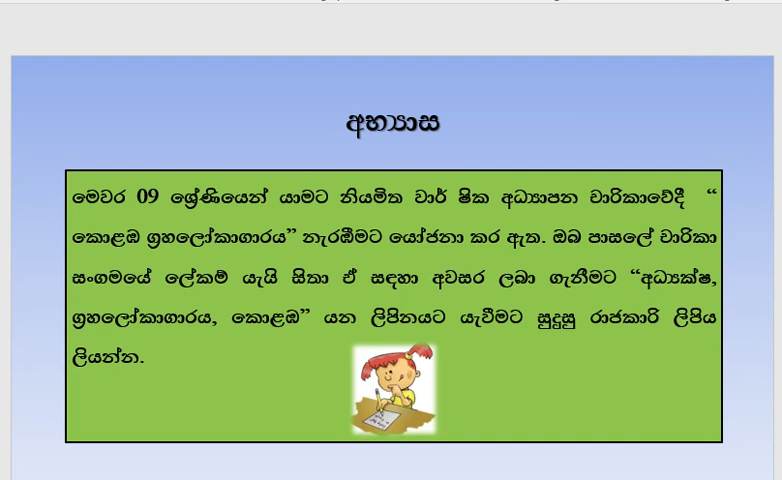 අභ්‍යාස
මෙවර 09 ශ්‍රේණියෙන් යාමට නියමිත වාර් ෂික අධ්‍යාපන චාරිකාවේදී “
කොළඹ ග්‍රහලෝකාගාරය” නැරඹීමට යෝජනා කර ඇත. ඔබ පාසලේ චාරිකා
සංගමයේ ලේකම් යැයි සිතා ඒ සඳහා අවසර ලබා ගැනීමට “අධ්‍යක්ෂ,
ග්‍රහලෝකාගාරය, කොළඹ” යන ලිපිනයට යැවීමට සුදුසු රාජකාරි ලිපිය
ලියන්න.